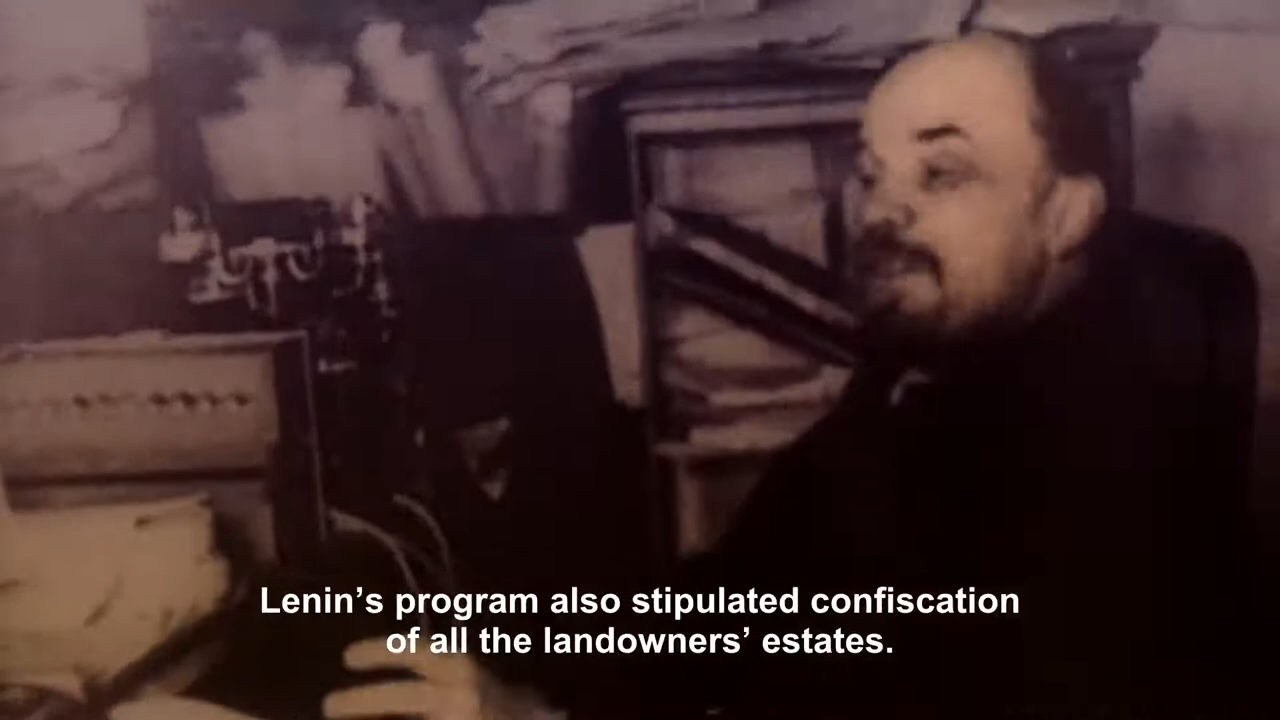 Lenin’s program also stipulated confiscation
of all the landowners’ estates.